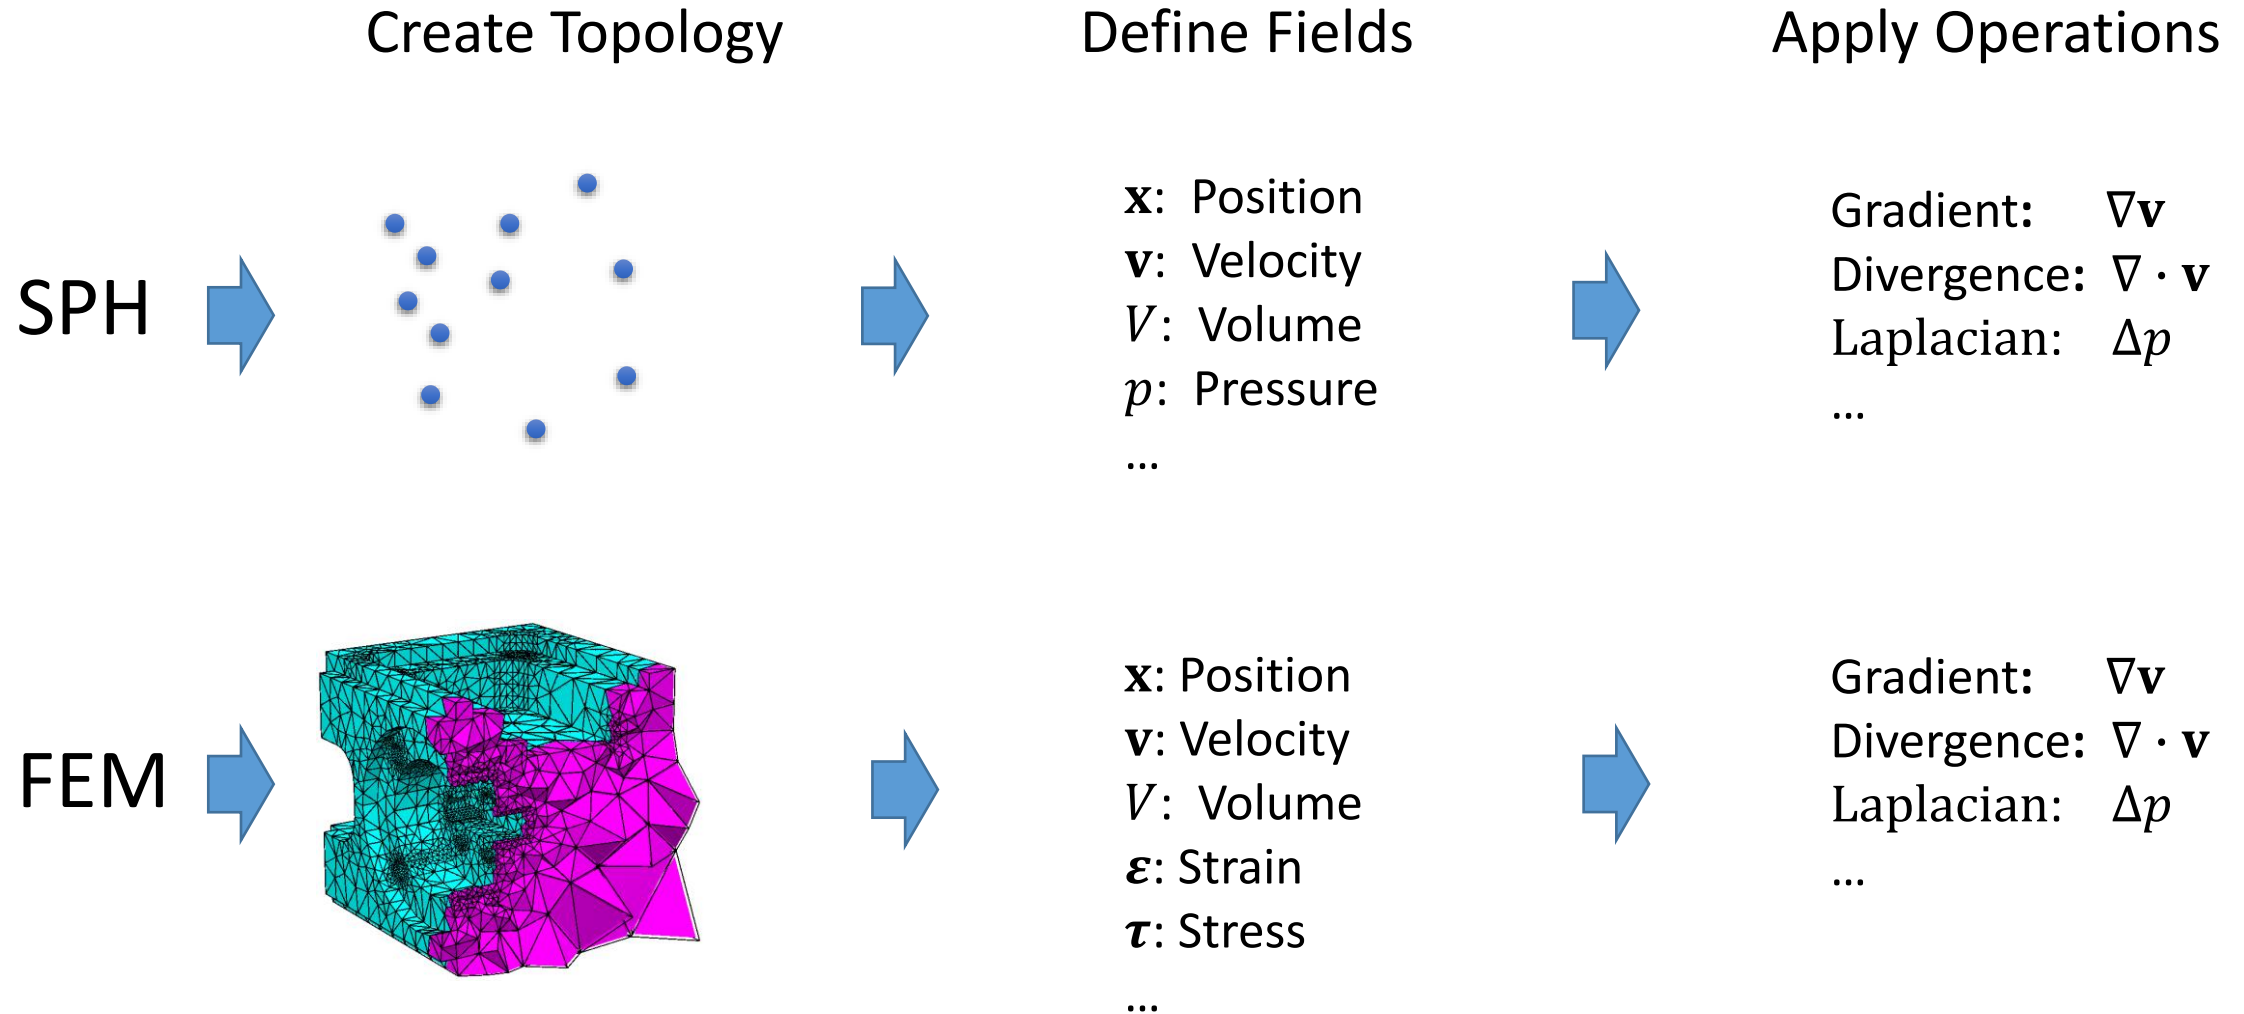 Create Topology
Define Fields
Apply Operations
SPH
x: Position
v: Velocity
V: Volume
p: Pressure
...
Gradient: ∇v
Divergence: ∇ · v
Laplacian: Δp
...
FEM
x: Position
v: Velocity
V: Volume
ε: Strain
τ: Stress
...
Gradient: ∇v
Divergence: ∇ · v
Laplacian: Δp
...